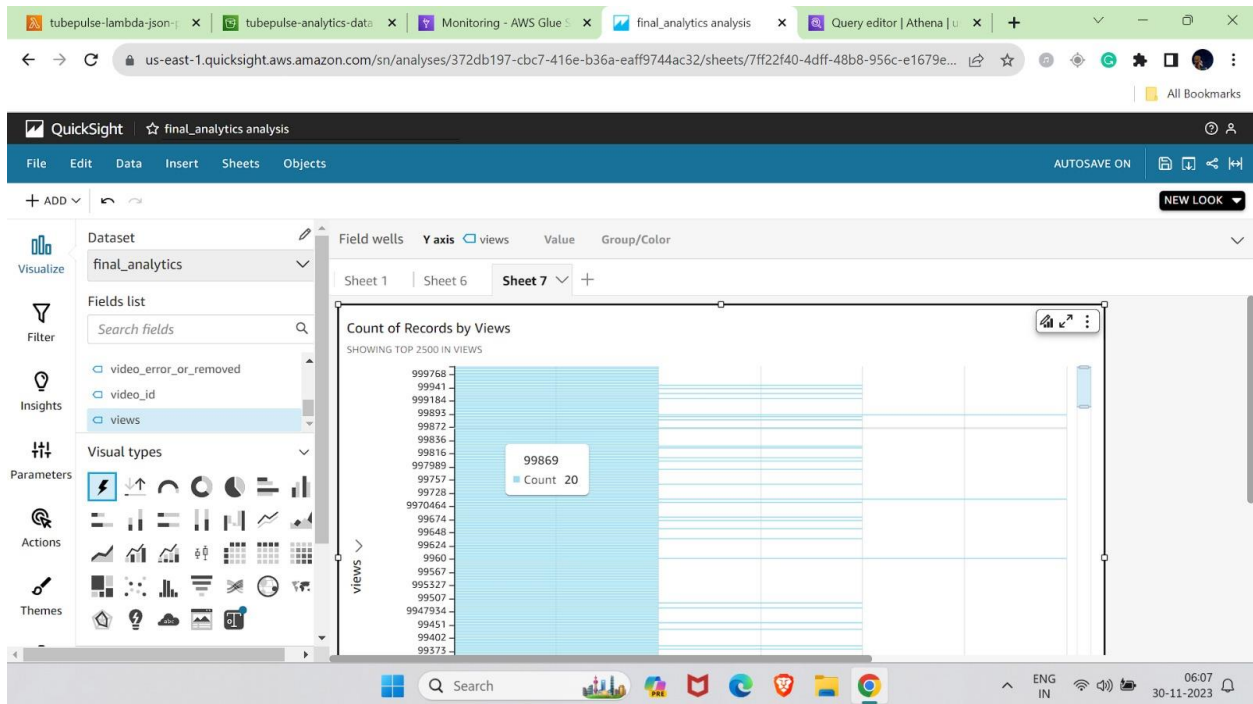 tubepulse-lambda-json-p
tubepulse-analytics-data
Monitoring - AWS Glue S
final_analytics analysis
Query editor | Athena | u
us-east-1.quicksight.aws.amazon.com/sn/analyses/372db197-cbc7-416e-b36a-eaff9744ac32/sheets/7ff22f40-4dff-48b8-956c-e1679e...
All Bookmarks
QuickSight
final_analytics analysis
File Edit Data Insert Sheets Objects
AUTOSAVE ON
ADD
NEW LOOK
Visualize
Filter
Insights
Parameters
Actions
Themes
Dataset
final_analytics
Fields list
Search fields
video_error_or_removed
video_id
views
Visual types
Field wells Y axis views Value Group/Color
Sheet 1 Sheet 6 Sheet 7
Count of Records by Views
SHOWING TOP 2500 IN VIEWS
views
999768
99941
999184
99893
99872
99836
99816
997989
99757
99728
9970464
99674
99648
99624
9960
99567
995327
99507
9947934
99451
99402
99373
99869
Count 20
Search
PRE
ENG
IN
06:07
30-11-2023